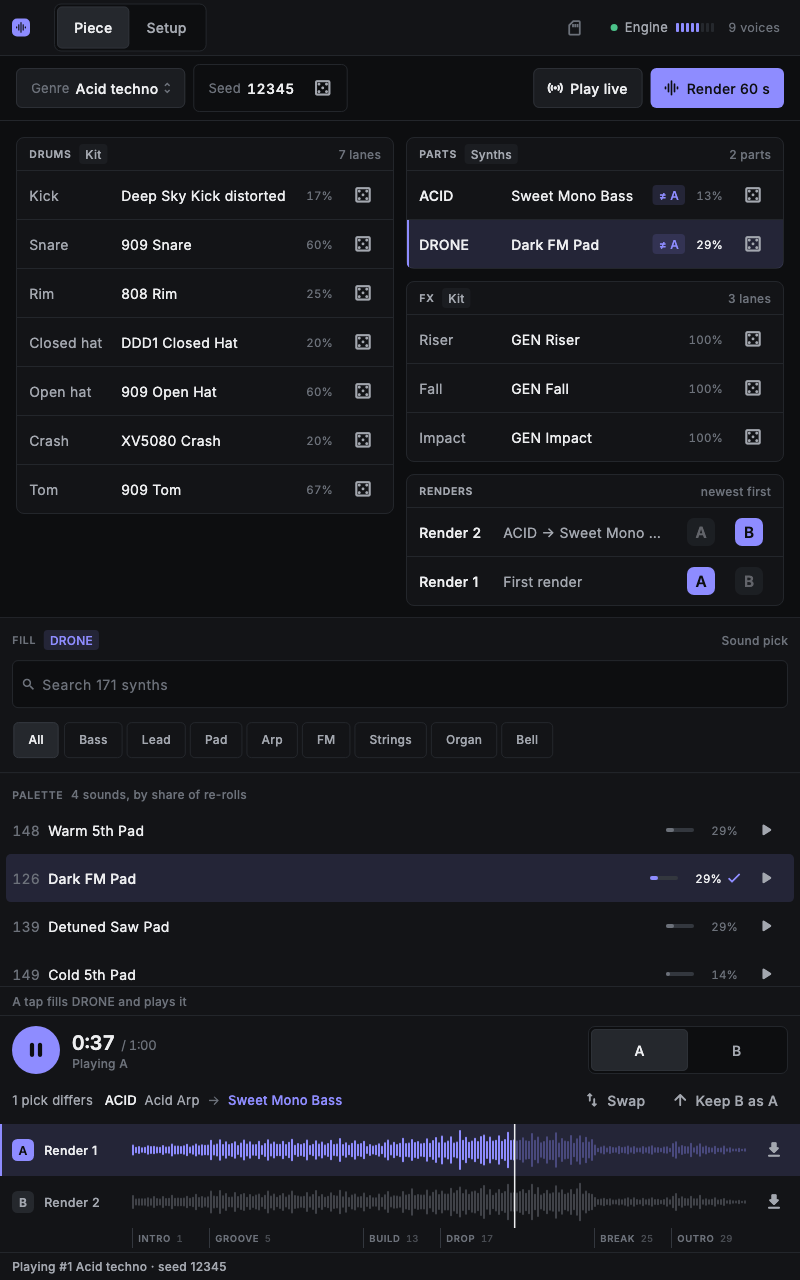 Piece Setup Engine 9 voices
Genre Acid techno Seed 12345 Play live Render 60 s
DRUMS Kit 7 lanes
Kick Deep Sky Kick distorted 17%
Snare 909 Snare 60%
Rim 808 Rim 25%
Closed hat DDD1 Closed Hat 20%
Open hat 909 Open Hat 60%
Crash XV5080 Crash 20%
Tom 909 Tom 67%
PARTS Synths 2 parts
ACID Sweet Mono Bass ≠ A 13%
DRONE Dark FM Pad ≠ A 29%
FX Kit 3 lanes
Riser GEN Riser 100%
Fall GEN Fall 100%
Impact GEN Impact 100%
RENDERS newest first
Render 2 ACID → Sweet Mono ... A B
Render 1 First render A B
FILL DRONE Sound pick
Search 171 synths
All Bass Lead Pad Arp FM Strings Organ Bell
PALETTE 4 sounds, by share of re-rolls
148 Warm 5th Pad 29%
126 Dark FM Pad 29%
139 Detuned Saw Pad 29%
149 Cold 5th Pad 14%
A tap fills DRONE and plays it
0:37 / 1:00 A B
Playing A
1 pick differs ACID Acid Arp → Sweet Mono Bass Swap Keep B as A
A Render 1
B Render 2
INTRO 1 GROOVE 5 BUILD 13 DROP 17 BREAK 25 OUTRO 29
Playing #1 Acid techno · seed 12345